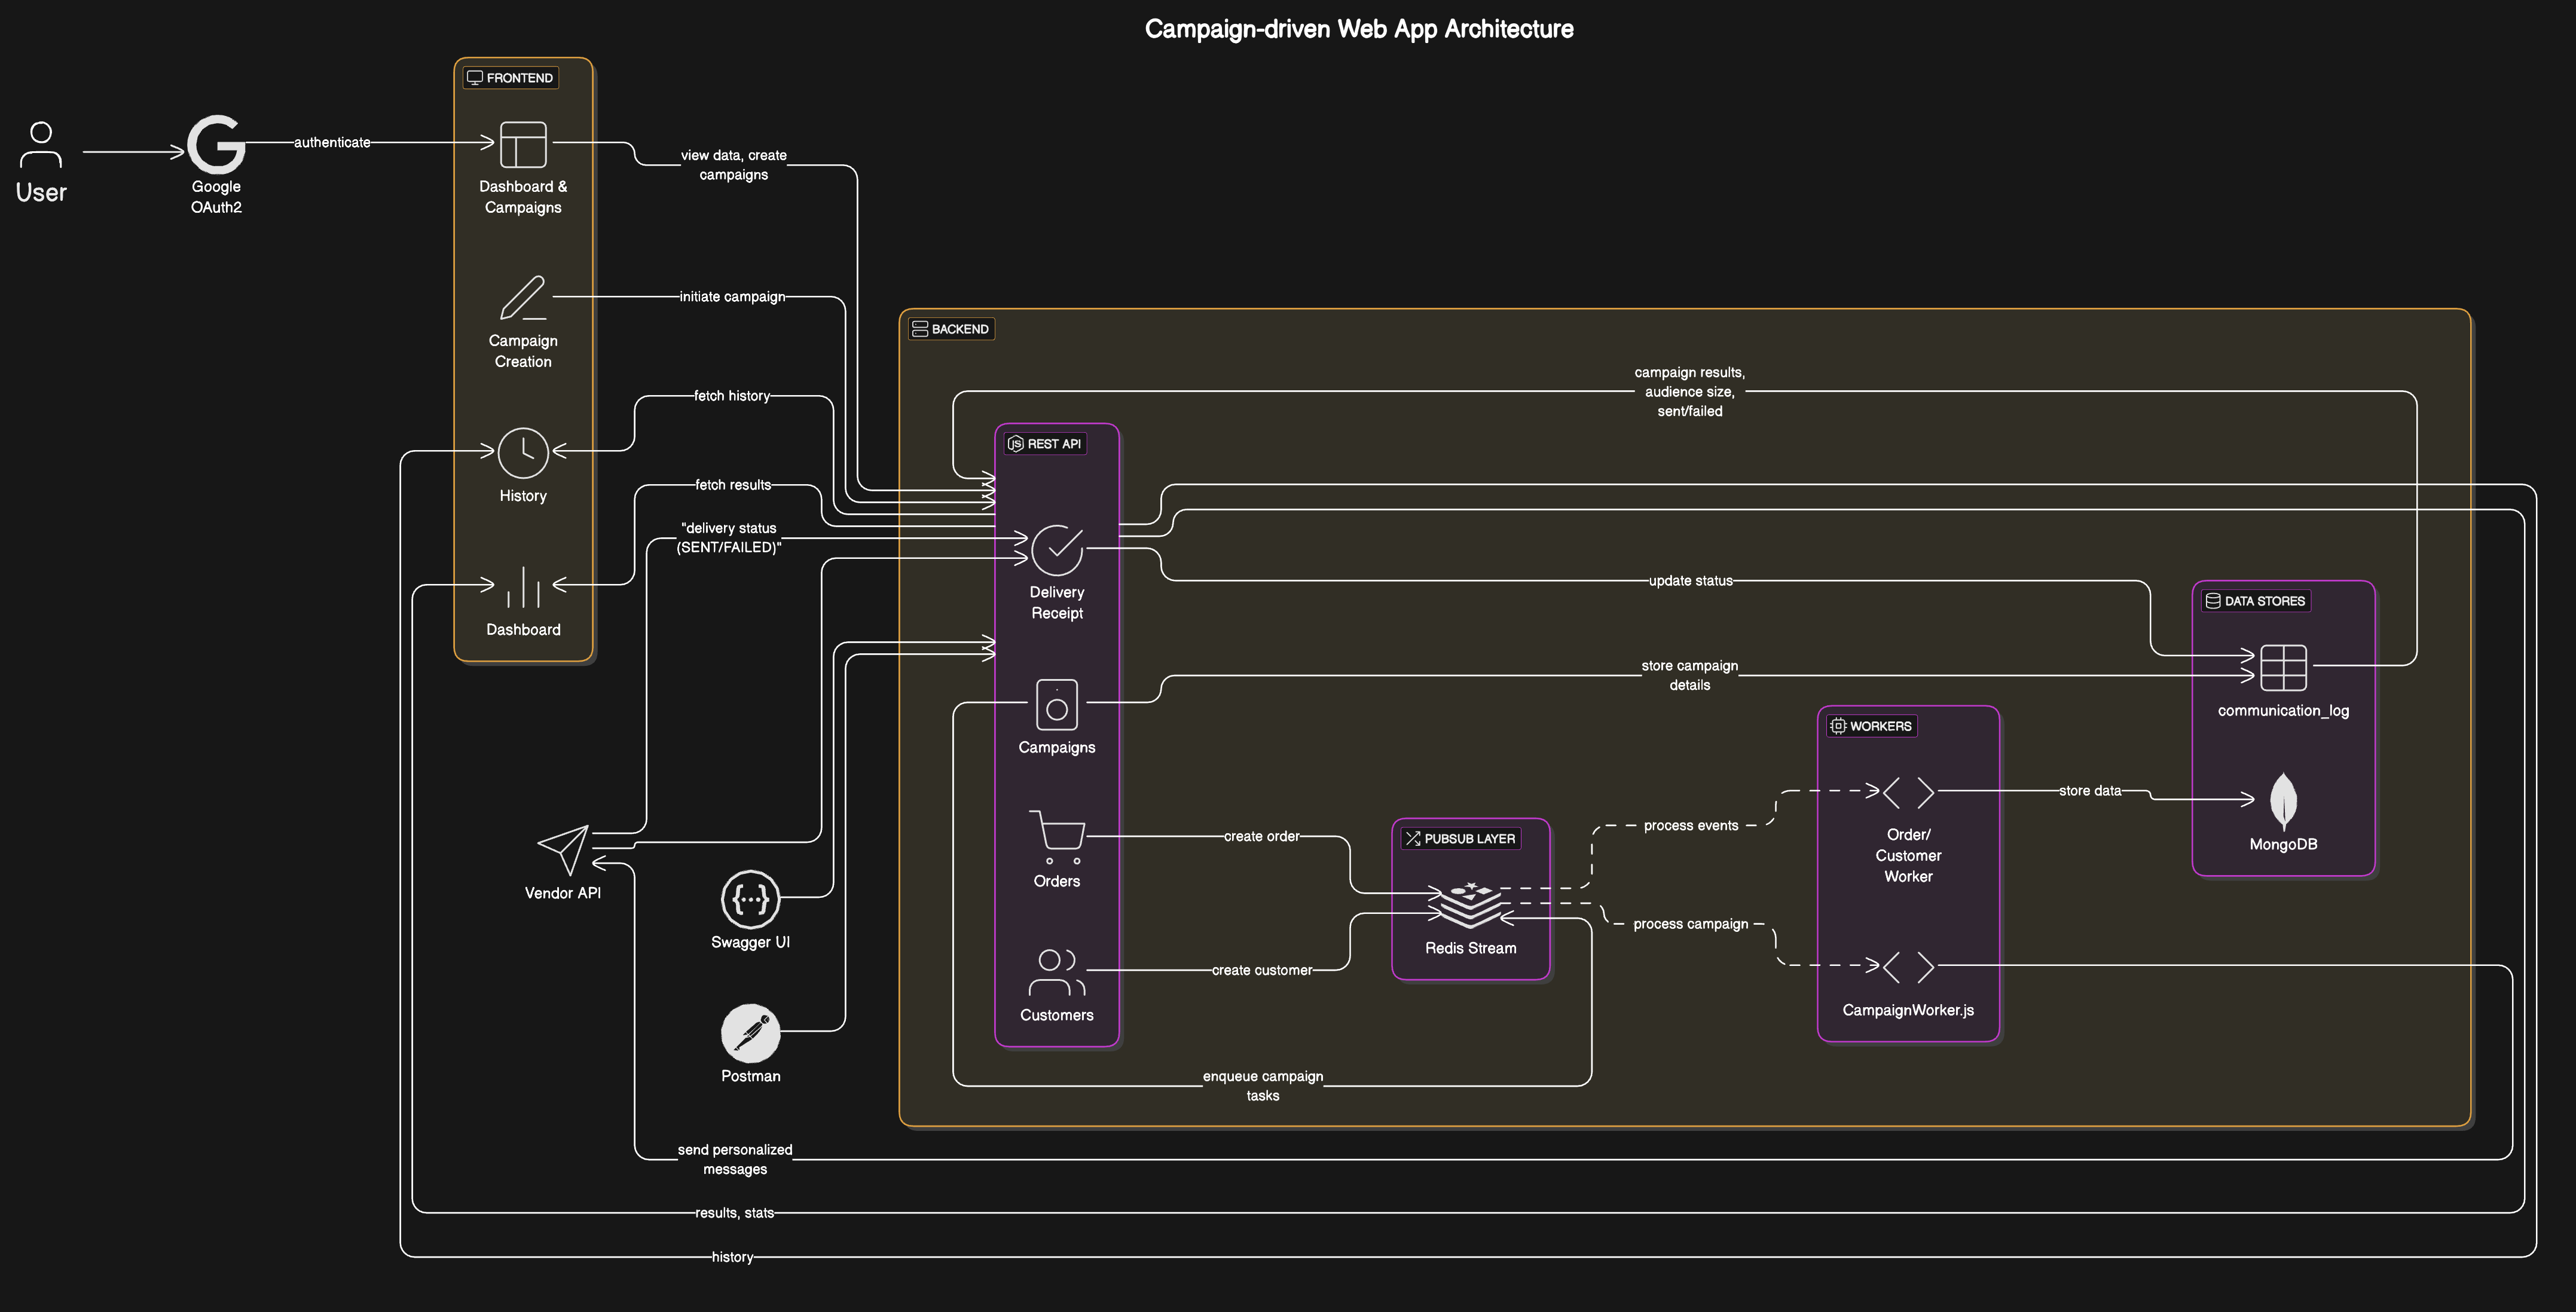 Campaign-driven Web App Architecture
FRONTEND
User
Google
OAuth2
authenticate
Dashboard &
Campaigns
view data, create
campaigns
initiate campaign
Campaign
Creation
BACKEND
campaign results,
audience size,
sent/failed
fetch history
History
REST API
fetch results
"delivery status
(SENT/FAILED)"
Dashboard
Delivery
Receipt
update status
DATA STORES
store campaign
details
communication_log
Campaigns
WORKERS
store data
Order/
Customer
Worker
MongoDB
process events
create order
PUBSUB LAYER
Orders
Vendor API
Swagger UI
Redis Stream
process campaign
create customer
Customers
CampaignWorker.js
Postman
enqueue campaign
tasks
send personalized
messages
results, stats
history